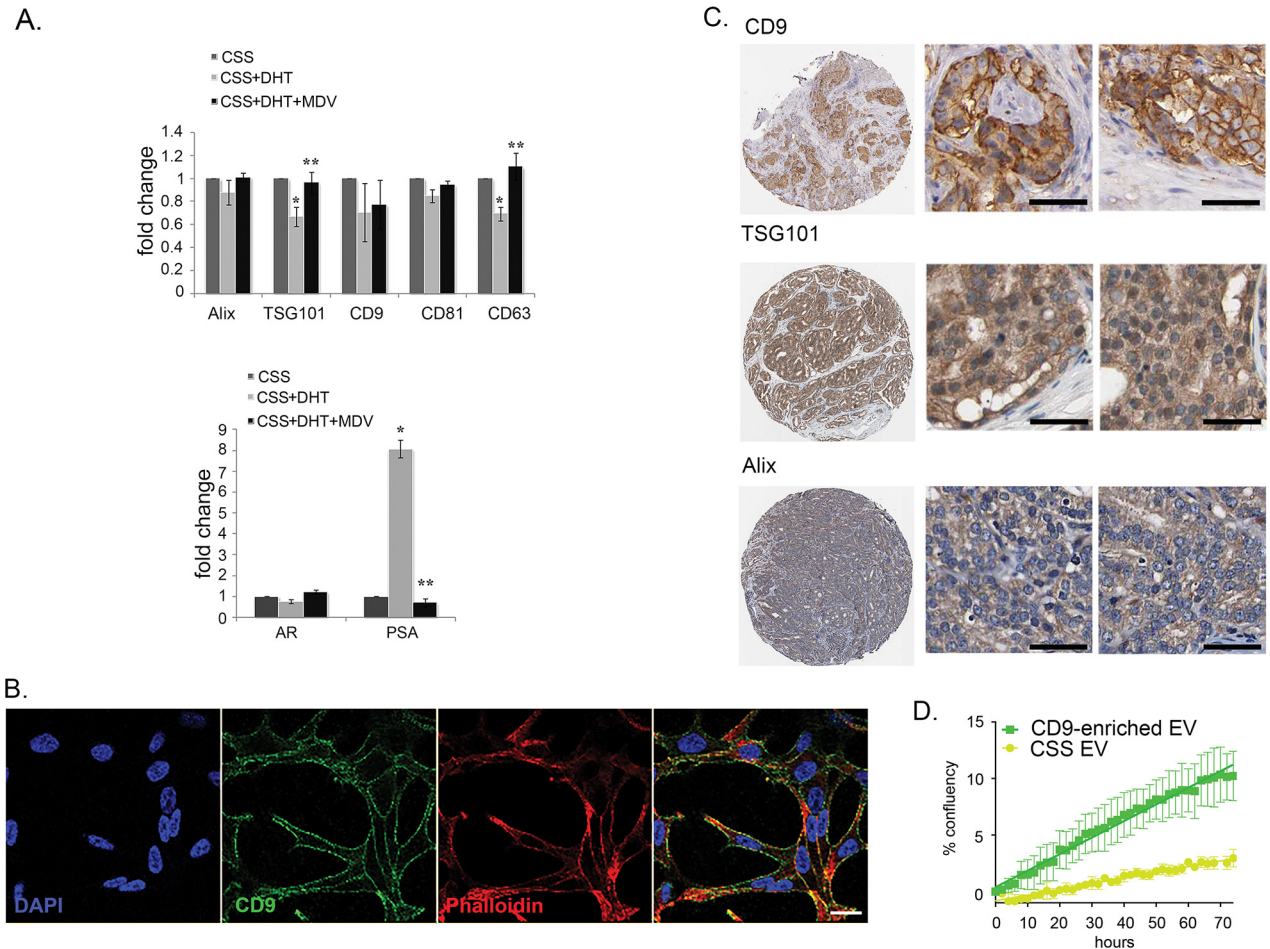 A.
CSS
CSS+DHT
CSS+DHT+MDV
fold change
1.4
1.2
1
0.8
0.6
0.4
0.2
0
*
**
*
**
Alix TSG101 CD9 CD81 CD63
CSS
CSS+DHT
CSS+DHT+MDV
fold change
9
8
7
6
5
4
3
2
1
0
*
**
AR PSA
B.
DAPI CD9 Phalloidin
C.
CD9
TSG101
Alix
D.
CD9-enriched EV
CSS EV
% confluency
15
10
5
0
0 10 20 30 40 50 60 70
hours